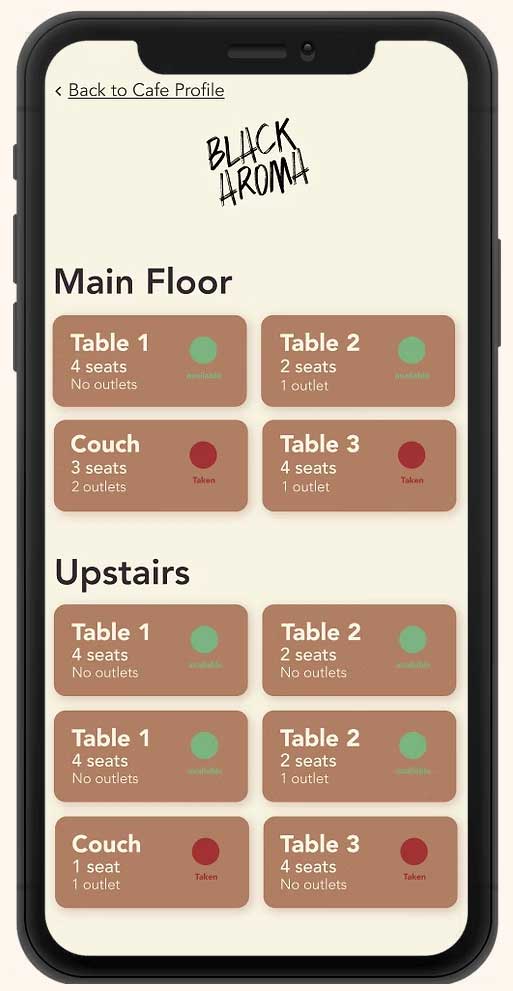 ‹ Back to Cafe Profile
BLACK
AROMA
Main Floor
Table 1
4 seats
No outlets
available
Table 2
2 seats
1 outlet
available
Couch
3 seats
2 outlets
Taken
Table 3
4 seats
1 outlet
Taken
Upstairs
Table 1
4 seats
No outlets
available
Table 2
2 seats
No outlets
available
Table 1
4 seats
No outlets
available
Table 2
2 seats
1 outlet
available
Couch
1 seat
1 outlet
Taken
Table 3
4 seats
No outlets
Taken